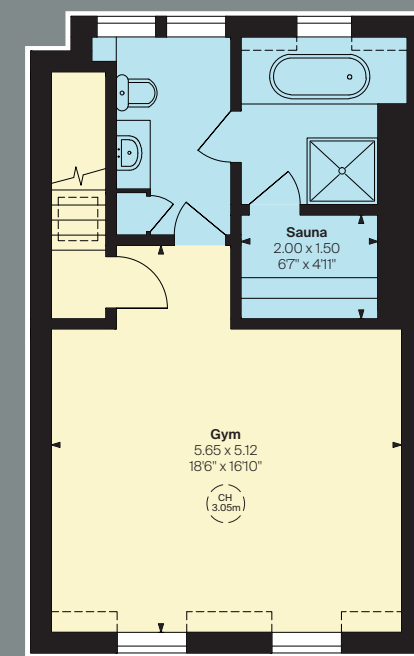 Sauna
2.00 x 1.50
6'7" x 4'11"
Gym
5.65 x 5.12
18'6" x 16'10"
CH
3.05m